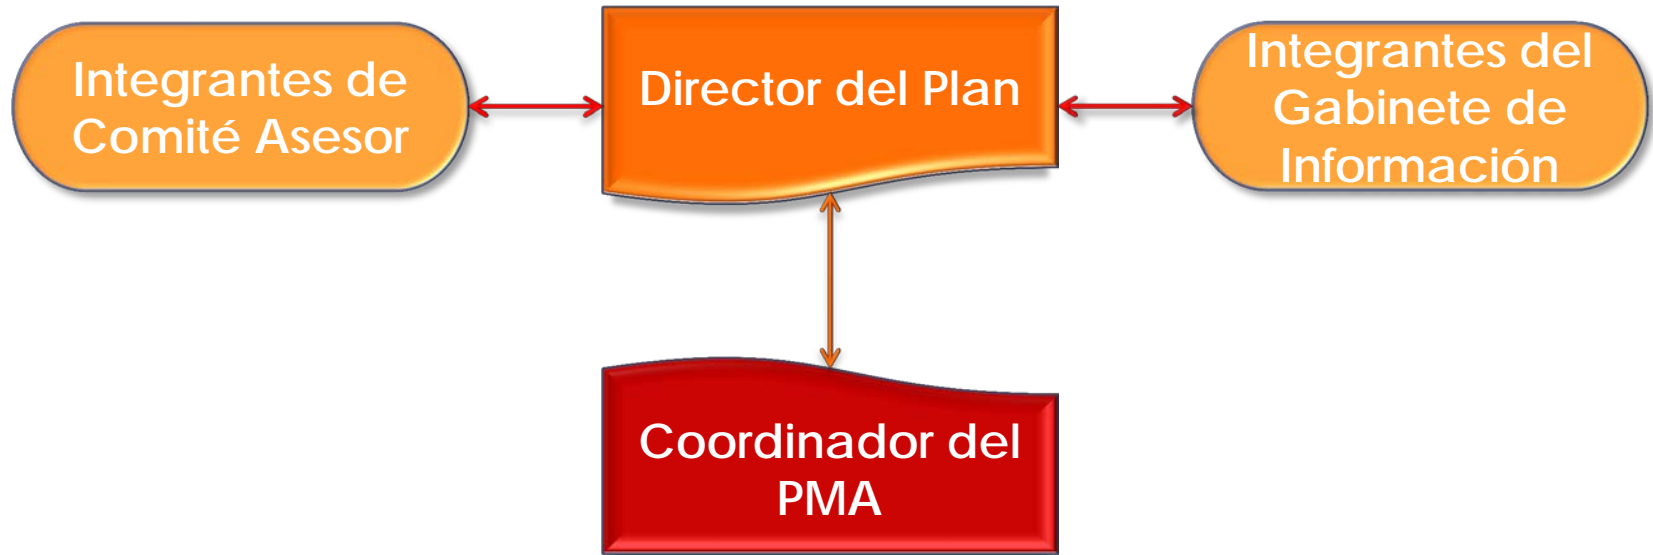 Integrantes de
Comité Asesor
Director del Plan
Integrantes del
Gabinete de
Información
Coordinador del
PMA